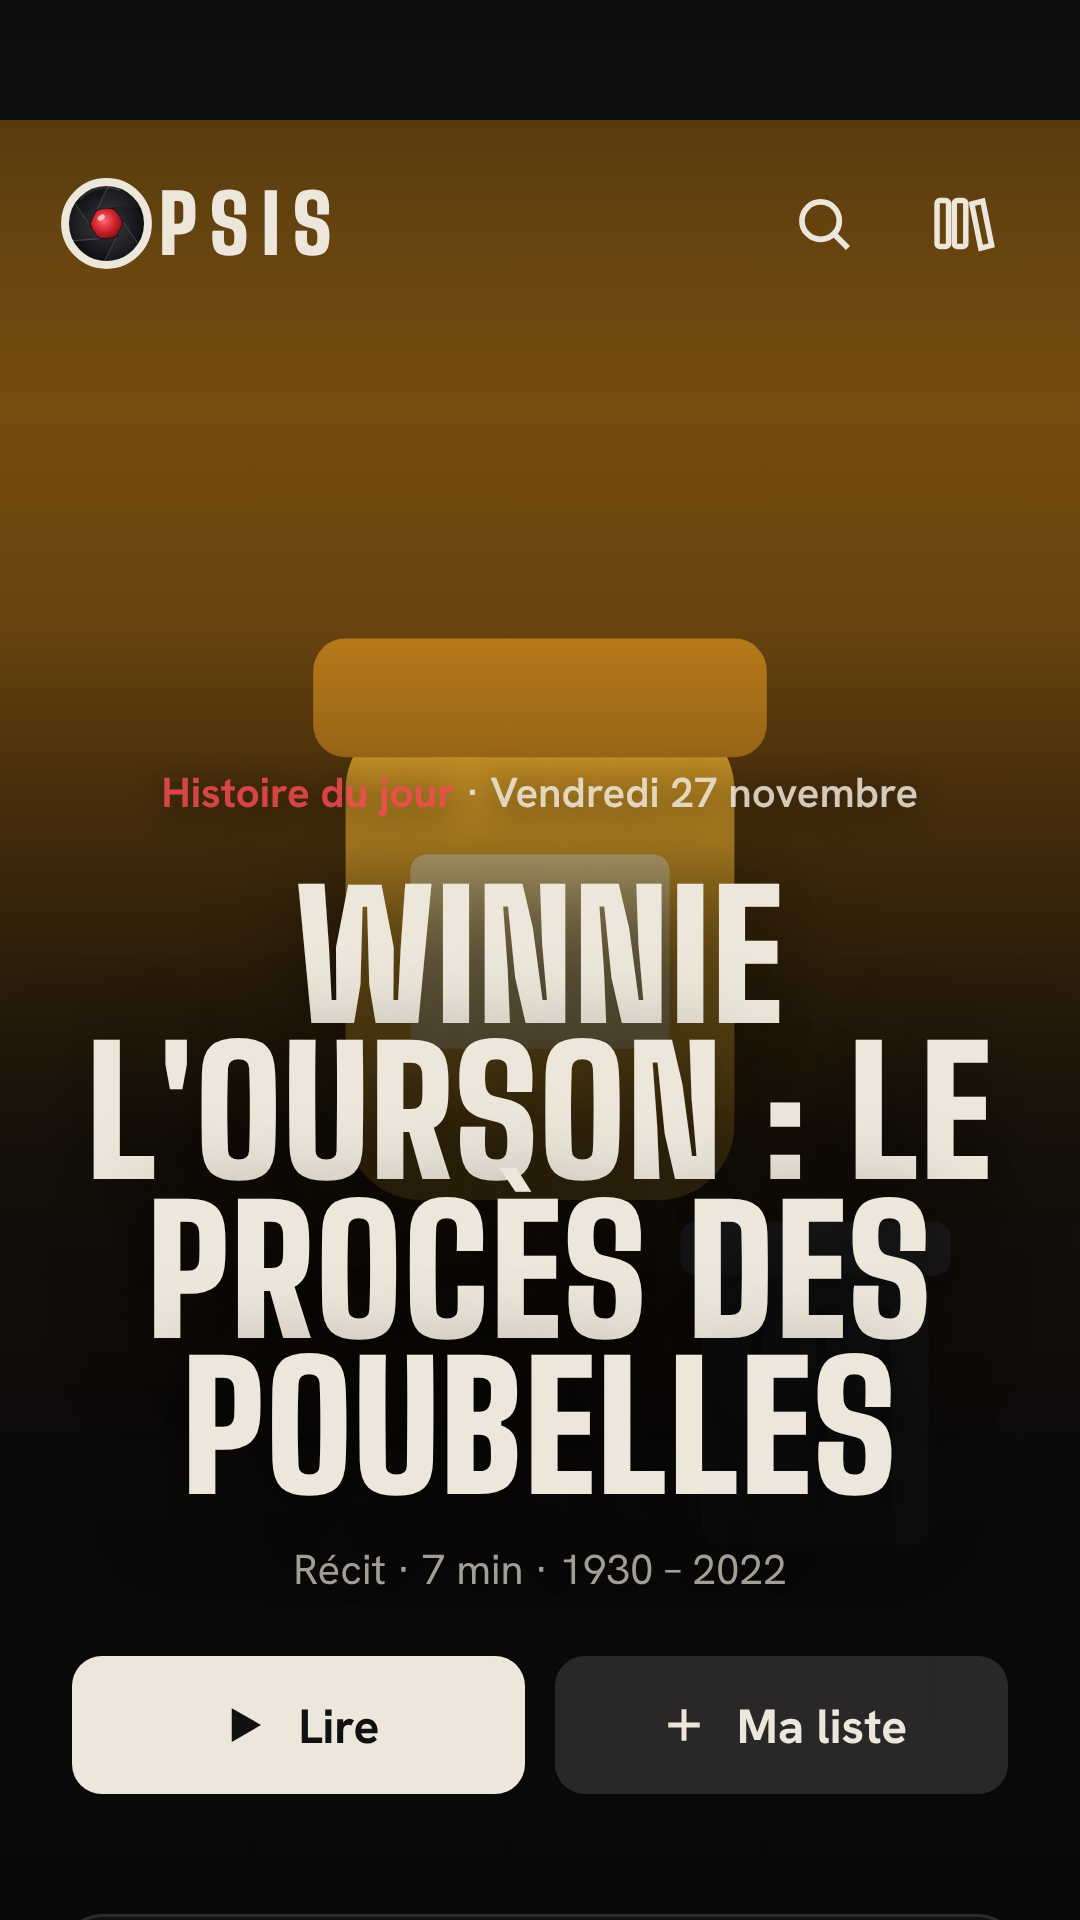 OPSIS
Histoire du jour · Vendredi 27 novembre
WINNIE
L'OURSON : LE
PROCÈS DES
POUBELLES
Récit · 7 min · 1930 – 2022
Lire
Ma liste